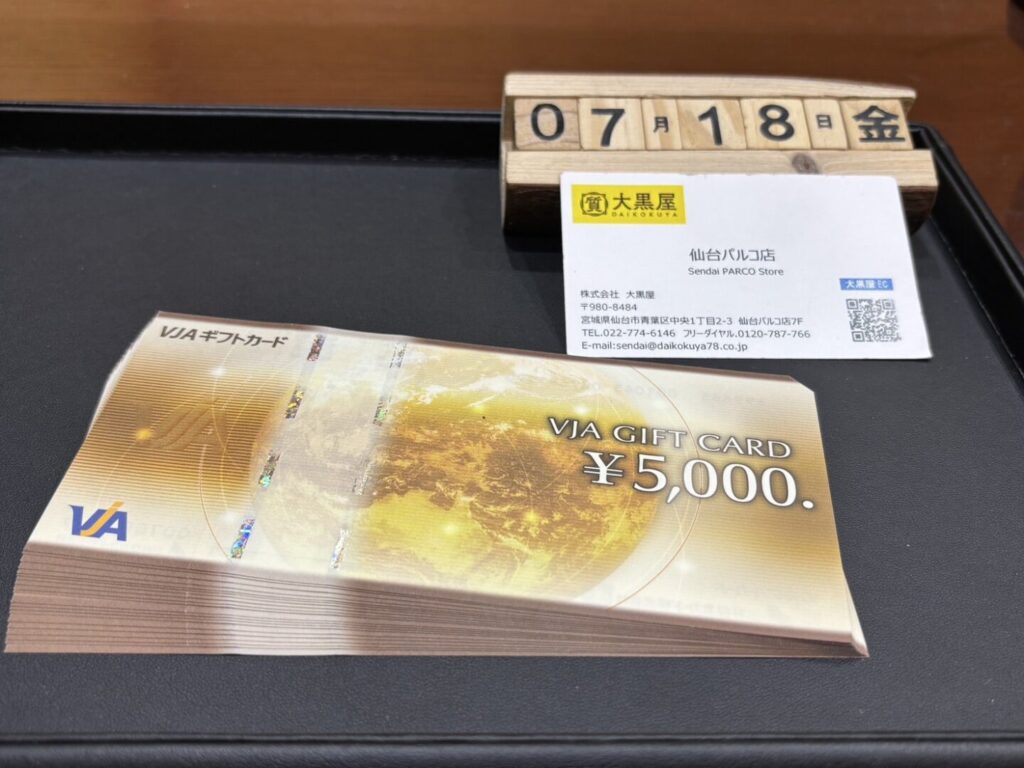 07月18日金
質 大黒屋
DAIKOKUYA
仙台パルコ店
Sendai PARCO Store
大黒屋EC
株式会社 大黒屋
〒980-8484
宮城県仙台市青葉区中央1丁目2-3 仙台パルコ店7F
TEL.022-774-6146 フリーダイヤル.0120-787-766
E-mail:sendai@daikokuya78.co.jp
VJAギフトカード
VJA GIFT CARD
¥5,000.
VJA